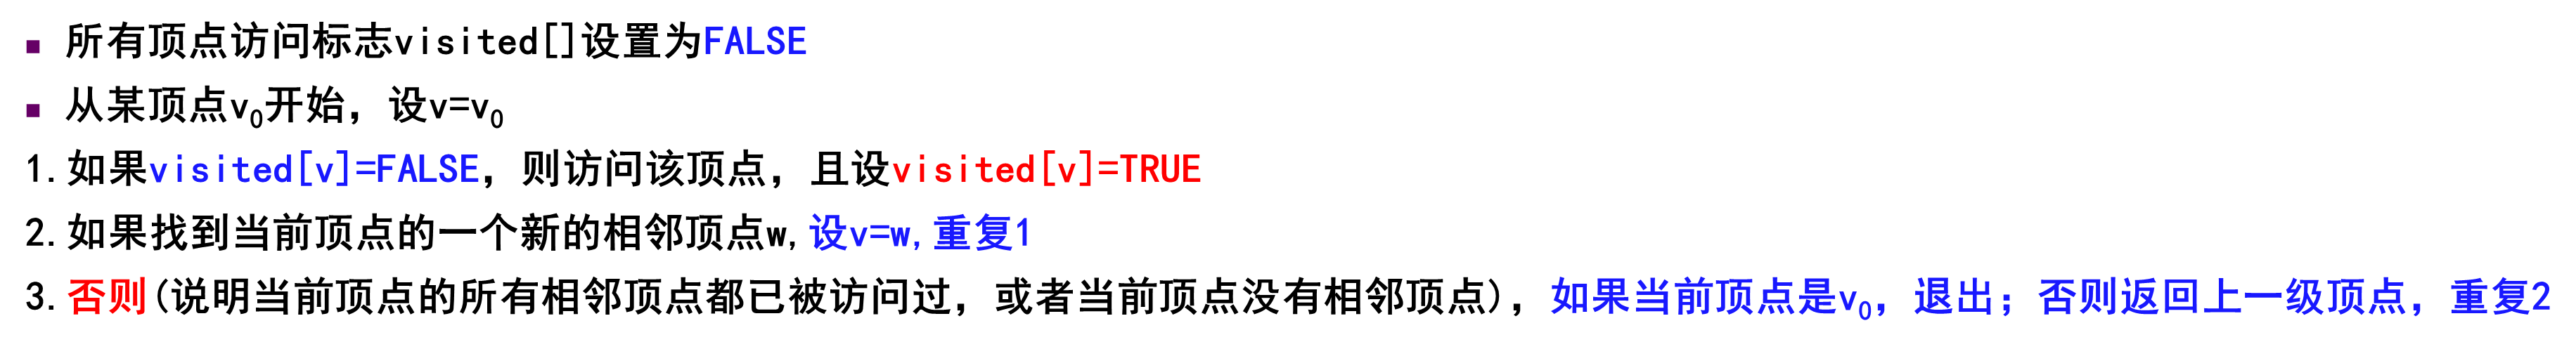 ▪ 所有顶点访问标志visited[]设置为FALSE
▪ 从某顶点v₀开始，设v=v₀
1.如果visited[v]=FALSE，则访问该顶点，且设visited[v]=TRUE
2.如果找到当前顶点的一个新的相邻顶点w,设v=w,重复1
3.否则(说明当前顶点的所有相邻顶点都已被访问过，或者当前顶点没有相邻顶点)，如果当前顶点是v₀，退出；否则返回上一级顶点，重复2